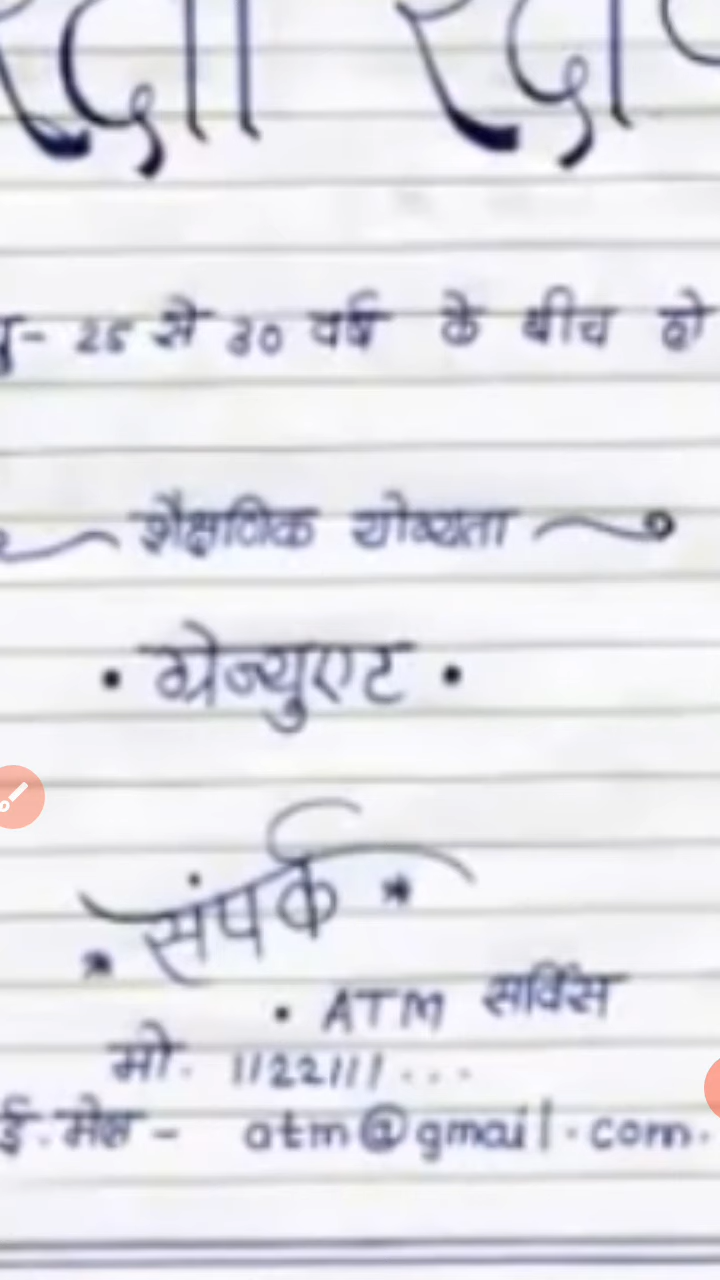 - 25 से 30 वर्ष के बीच हो
शैक्षणिक योग्यता
• ग्रेज्युएट •
* संपर्क *
• ATM सर्विस
मो. 1122111...
ई.मेल - atm@gmail.com.